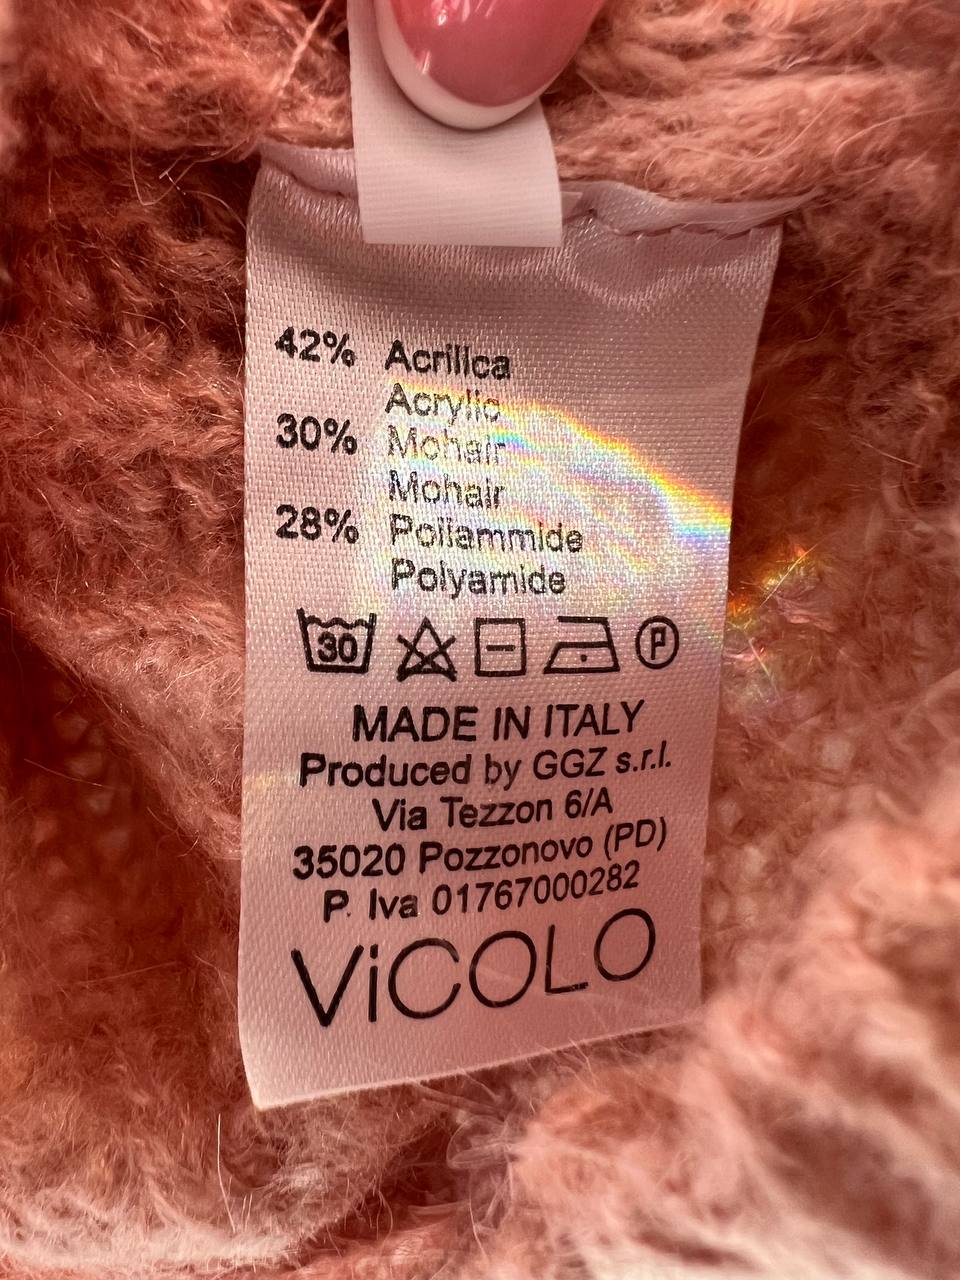 42% Acrilica
Acrylic
30% Mohair
Mohair
28% Poliammide
Polyamide
30 P
MADE IN ITALY
Produced by GGZ s.r.l.
Via Tezzon 6/A
35020 Pozzonovo (PD)
P. Iva 01767000282
ViCOLO